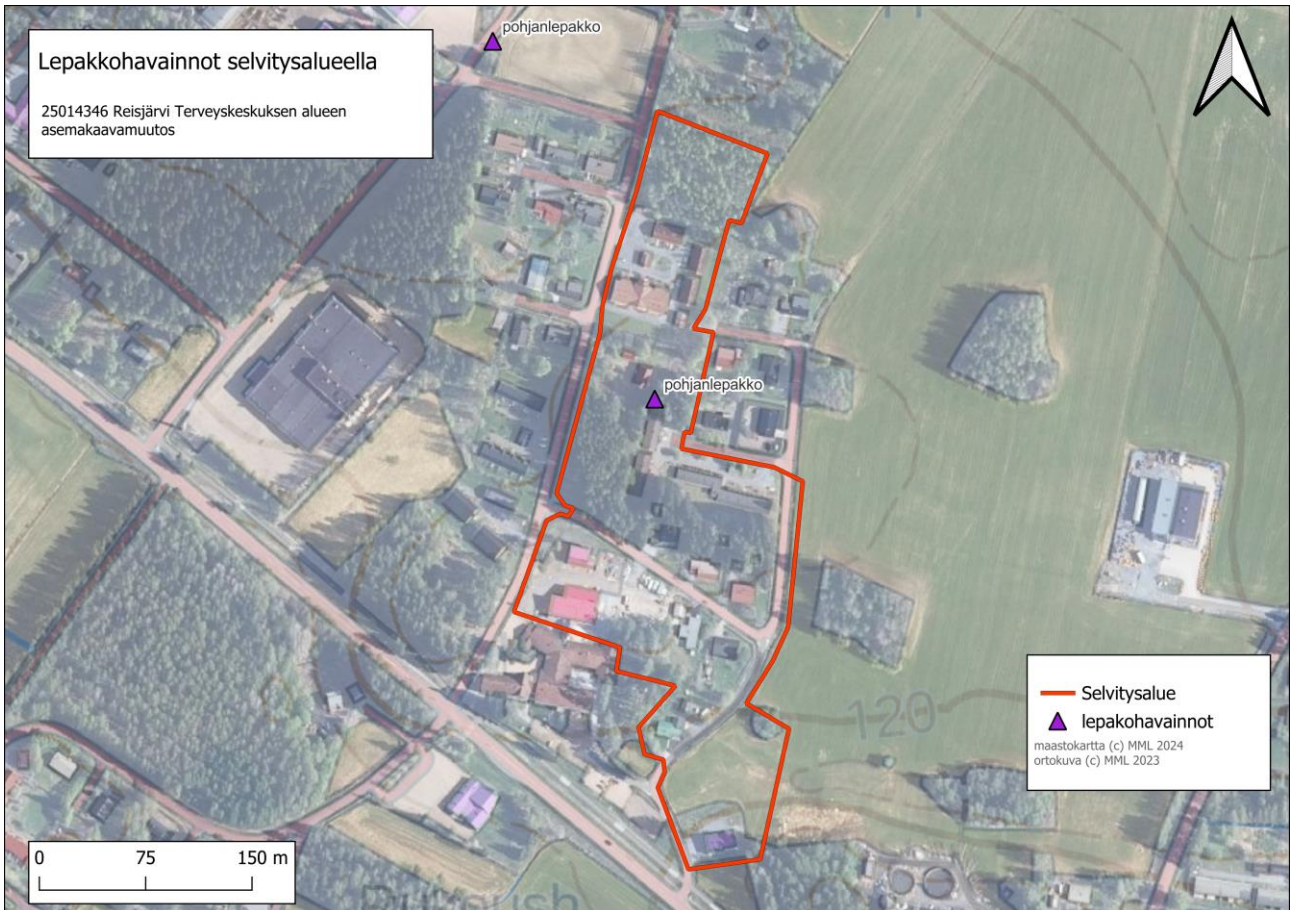 pohjanlepakko
Lepakkohavainnot selvitysalueella
25014346 Reisjärvi Terveyskeskuksen alueen
asemakaavamuutos
pohjanlepakko
120
Selvitysalue
lepakohavainnot
maastokartta (c) MML 2024
ortokuva (c) MML 2023
0 75 150 m